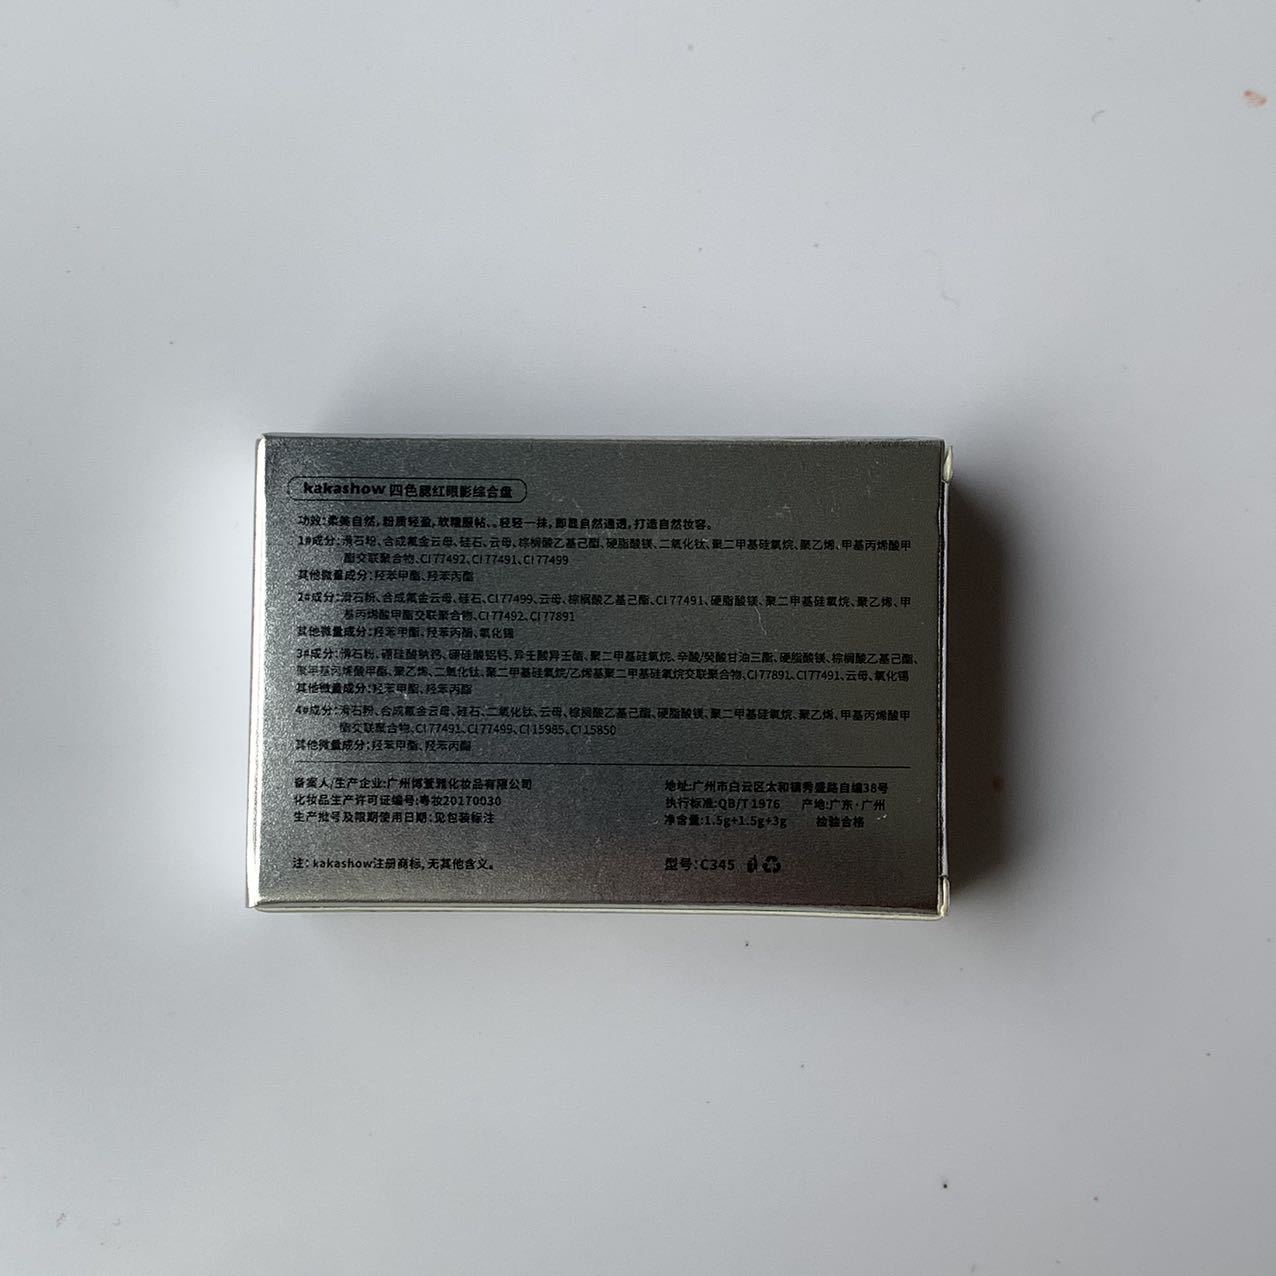 kakashow 四色腮红眼影综合盘
功效:柔美自然,粉质轻盈,软糯服帖、。轻轻一抹,即显自然通透,打造自然妆容。
1#成分:滑石粉、合成氟金云母、硅石、云母、棕榈酸乙基己酯、硬脂酸镁、二氧化钛、聚二甲基硅氧烷、聚乙烯、甲基丙烯酸甲
酯交联聚合物、CI 77492、CI 77491、CI 77499
其他微量成分:羟苯甲酯、羟苯丙酯
2#成分:滑石粉、合成氟金云母、硅石、CI 77499、云母、棕榈酸乙基己酯、CI 77491、硬脂酸镁、聚二甲基硅氧烷、聚乙烯、甲
基丙烯酸甲酯交联聚合物、CI 77492、CI 77891
其他微量成分:羟苯甲酯、羟苯丙酯、氧化锡
3#成分:滑石粉、硼硅酸钠钙、硼硅酸铝钙、异壬酸异壬酯、聚二甲基硅氧烷、辛酸/癸酸甘油三酯、硬脂酸镁、棕榈酸乙基己酯、
聚甲基丙烯酸甲酯、聚乙烯、二氧化钛、聚二甲基硅氧烷/乙烯基聚二甲基硅氧烷交联聚合物、CI 77891、CI 77491、云母、氧化锡
其他微量成分:羟苯甲酯、羟苯丙酯
4#成分:滑石粉、合成氟金云母、硅石、二氧化钛、云母、棕榈酸乙基己酯、硬脂酸镁、聚二甲基硅氧烷、聚乙烯、甲基丙烯酸甲
酯交联聚合物、CI 77491、CI 77499、CI 15985、CI 15850
其他微量成分:羟苯甲酯、羟苯丙酯
备案人/生产企业:广州博萱雅化妆品有限公司
化妆品生产许可证编号:粤妆20170030
生产批号及限期使用日期:见包装标注
地址:广州市白云区太和镇秀盛路自编38号
执行标准:QB/T 1976 产地:广东·广州
净含量:1.5g+1.5g+3g 检验合格
注:kakashow注册商标,无其他含义。
型号:C345